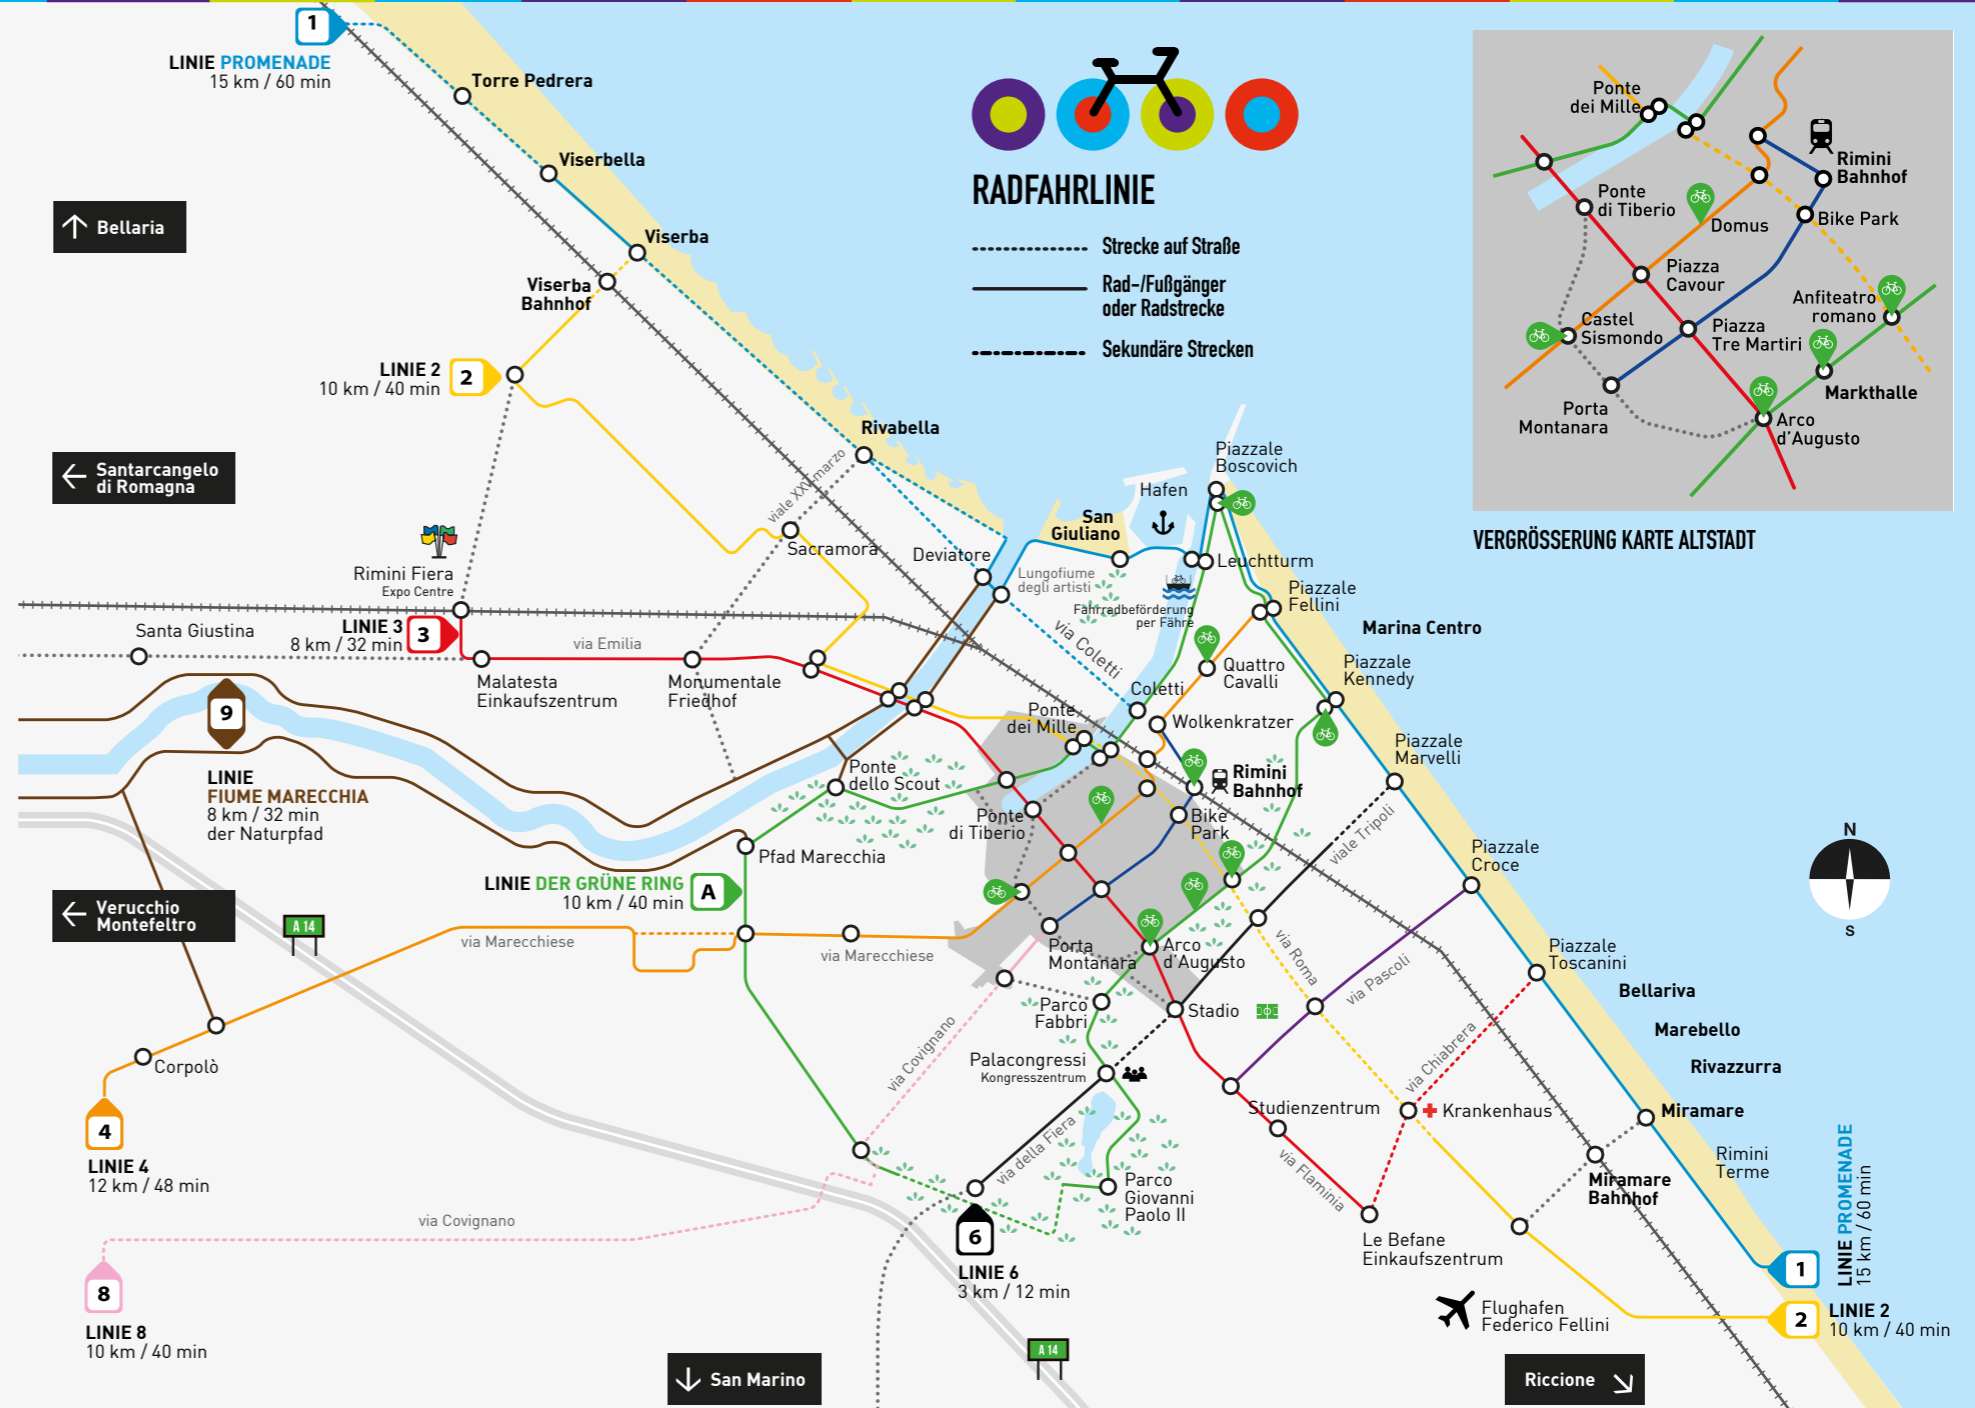 1
LINIE PROMENADE
15 km / 60 min
Torre Pedrera
Viserbella
Viserba
Viserba
Bahnhof
Bellaria
LINIE 2
10 km / 40 min
2
Rivabella
viale XXV marzo
Santarcangelo
di Romagna
Rimini Fiera
Expo Centre
Sacramora
Deviatore
RADFAHRLINIE
Strecke auf Straße
Rad-/Fußgänger
oder Radstrecke
Sekundäre Strecken
Ponte
dei Mille
Rimini
Bahnhof
Ponte
di Tiberio
Bike Park
Domus
Piazza
Cavour
Anfiteatro
romano
Castel
Sismondo
Piazza
Tre Martiri
Markthalle
Porta
Montanara
Arco
d'Augusto
VERGRÖSSERUNG KARTE ALTSTADT
Piazzale
Boscovich
Hafen
San
Giuliano
Leuchtturm
Lungofiume
degli artisti
Fahrradbeförderung
per Fähre
Piazzale
Fellini
Marina Centro
via Coletti
Santa Giustina
LINIE 3
8 km / 32 min
3
via Emilia
Malatesta
Einkaufszentrum
Monumentale
Friedhof
Quattro
Cavalli
Piazzale
Kennedy
Coletti
Ponte
dei Mille
Wolkenkratzer
Piazzale
Marvelli
9
LINIE
FIUME MARECCHIA
8 km / 32 min
der Naturpfad
Ponte
dello Scout
Rimini
Bahnhof
Ponte
di Tiberio
Bike
Park
viale Tripoli
Pfad Marecchia
Piazzale
Croce
N
S
LINIE DER GRÜNE RING
10 km / 40 min
A
Verucchio
Montefeltro
A 14
via Marecchiese
via Marecchiese
Porta
Montanara
Arco
d'Augusto
via Roma
via Pascoli
Piazzale
Toscanini
Bellariva
Marebello
Rivazzurra
Miramare
Parco
Fabbri
Stadio
via Covignano
Palacongressi
Kongresszentrum
via Chiabrera
Studienzentrum
Krankenhaus
Corpolò
4
LINIE 4
12 km / 48 min
via della Fiera
via Flaminia
Parco
Giovanni
Paolo II
Miramare
Bahnhof
Rimini
Terme
LINIE PROMENADE
15 km / 60 min
via Covignano
8
LINIE 8
10 km / 40 min
6
LINIE 6
3 km / 12 min
Le Befane
Einkaufszentrum
1
2
LINIE 2
10 km / 40 min
Flughafen
Federico Fellini
San Marino
A 14
Riccione